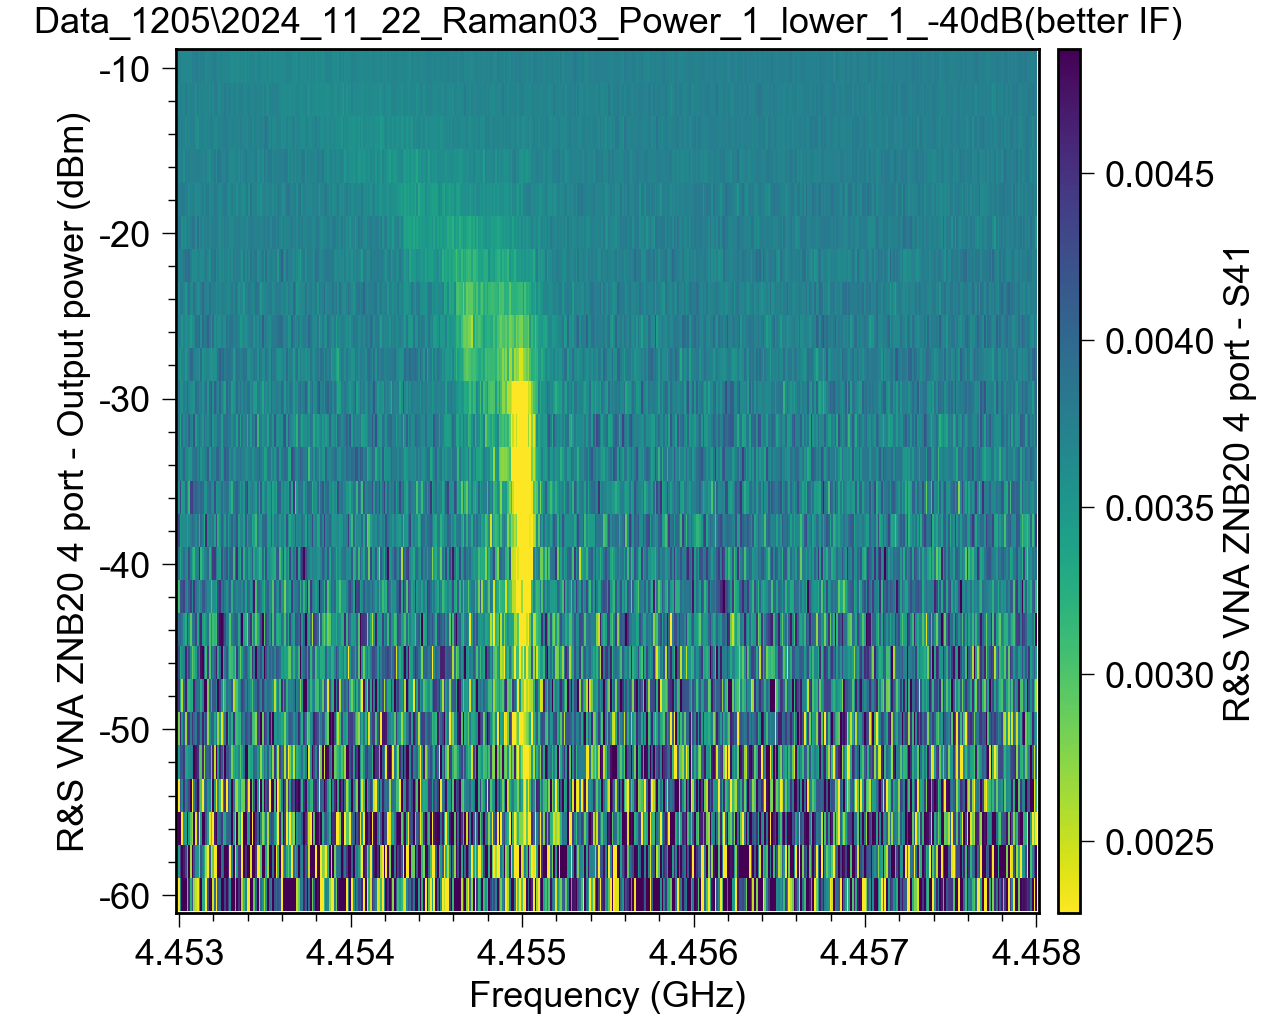 Data_1205\2024_11_22_Raman03_Power_1_lower_1_-40dB(better IF)
R&S VNA ZNB20 4 port - Output power (dBm)
-10
-20
-30
-40
-50
-60
4.453 4.454 4.455 4.456 4.457 4.458
Frequency (GHz)
0.0045
0.0040
0.0035
0.0030
0.0025
R&S VNA ZNB20 4 port - S41